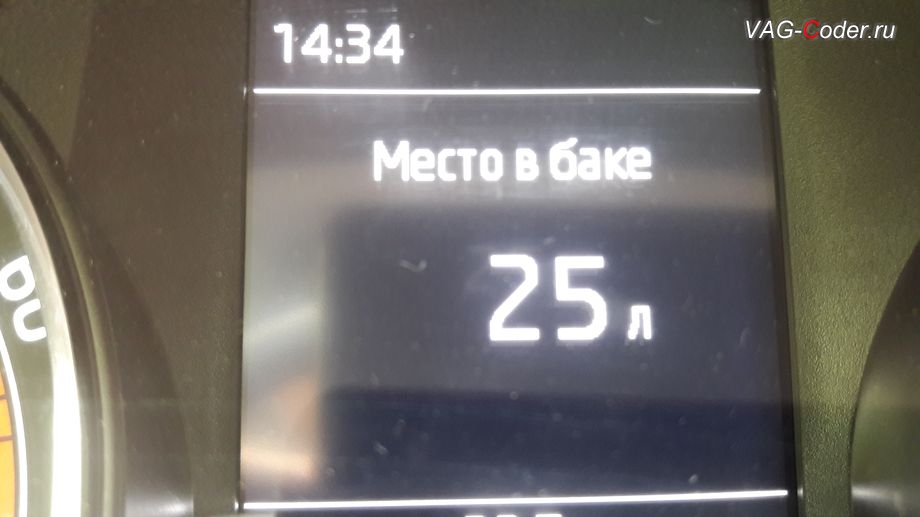 VAG-Coder.ru
14:34
Место в баке
25 л